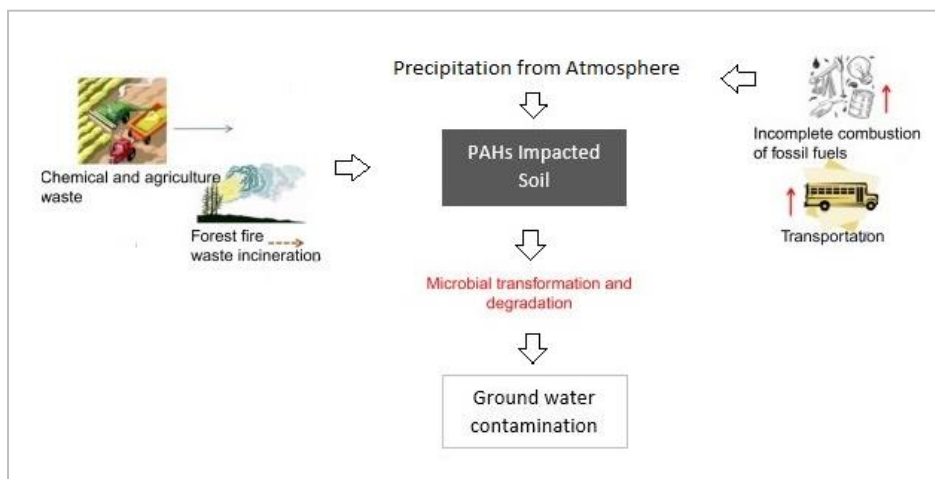 Precipitation from Atmosphere
Chemical and agriculture
waste
Forest fire
waste incineration
PAHs Impacted
Soil
Incomplete combustion
of fossil fuels
Transportation
Microbial transformation and
degradation
Ground water
contamination